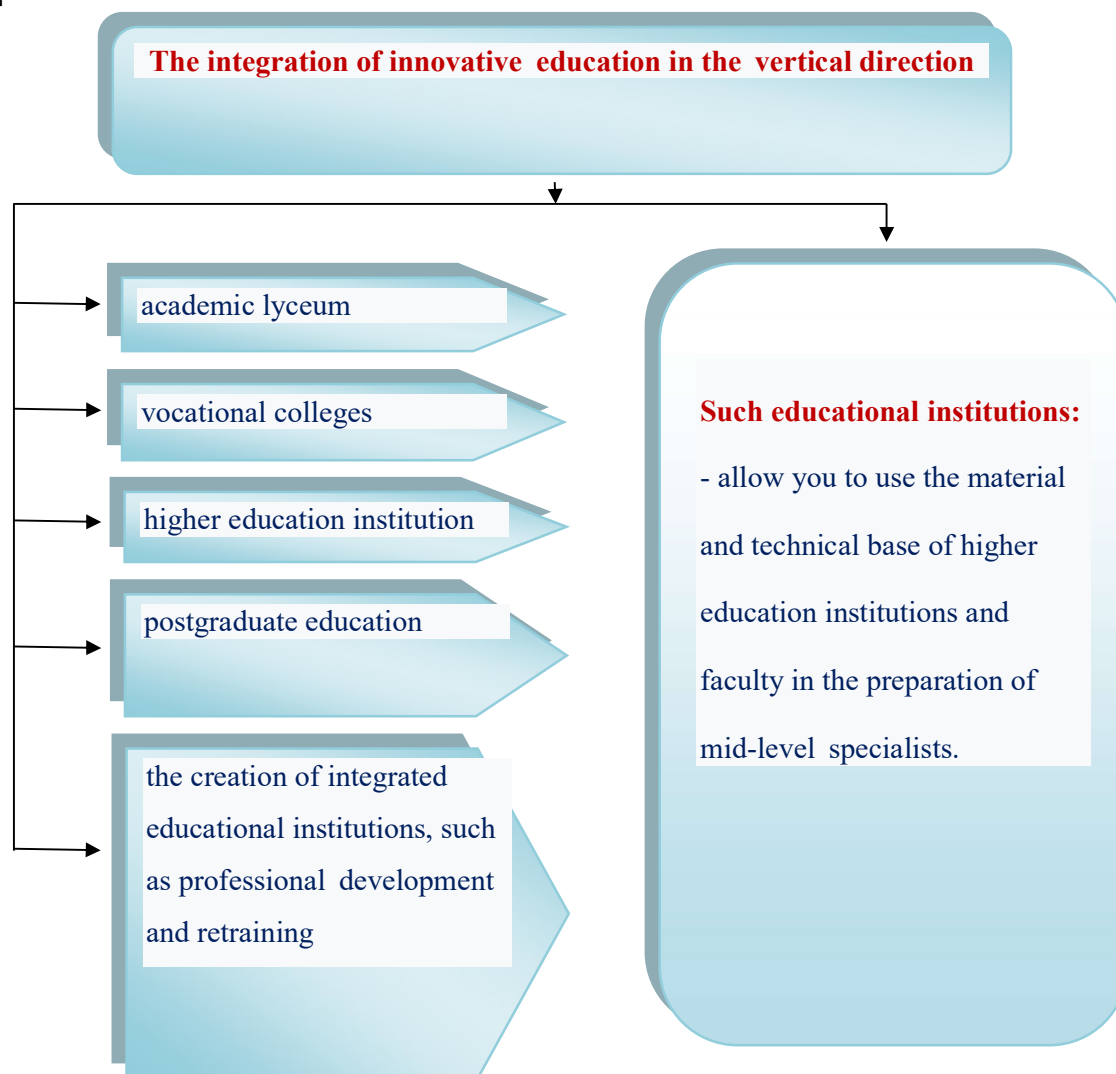 The integration of innovative education in the vertical direction
academic lyceum
vocational colleges
higher education institution
postgraduate education
the creation of integrated
educational institutions, such
as professional development
and retraining
Such educational institutions:
- allow you to use the material
and technical base of higher
education institutions and
faculty in the preparation of
mid-level specialists.